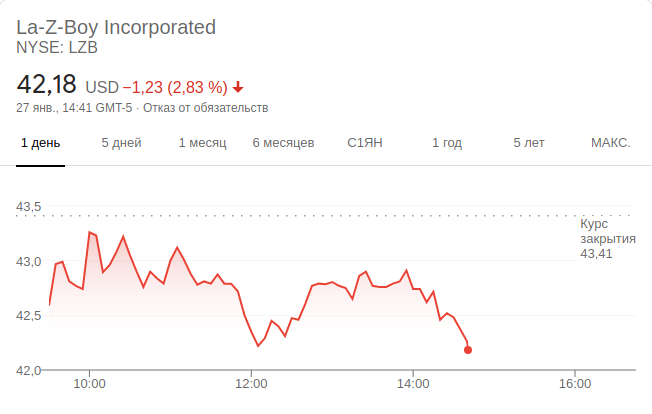 La-Z-Boy Incorporated
NYSE: LZB
42,18 USD −1,23 (2,83 %)
27 янв., 14:41 GMT-5 · Отказ от обязательств
1 день 5 дней 1 месяц 6 месяцев С1ЯН 1 год 5 лет МАКС.
43,5
Курс
закрытия
43,41
43,0
42,5
42,0
10:00 12:00 14:00 16:00